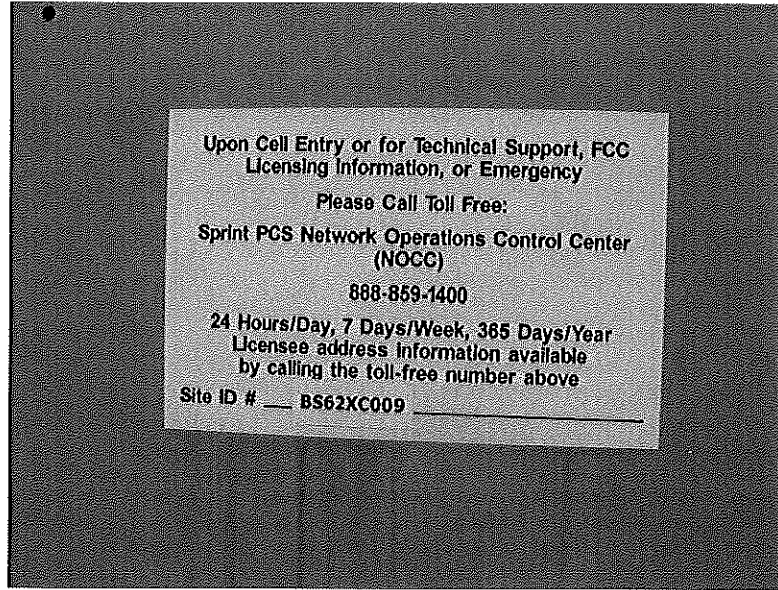 Upon Cell Entry or for Technical Support, FCC
Licensing Information, or Emergency
Please Call Toll Free:
Sprint PCS Network Operations Control Center
(NOCC)
888-859-1400
24 Hours/Day, 7 Days/Week, 365 Days/Year
Licensee address information available
by calling the toll-free number above
Site ID # __ BS62XC009 ____________